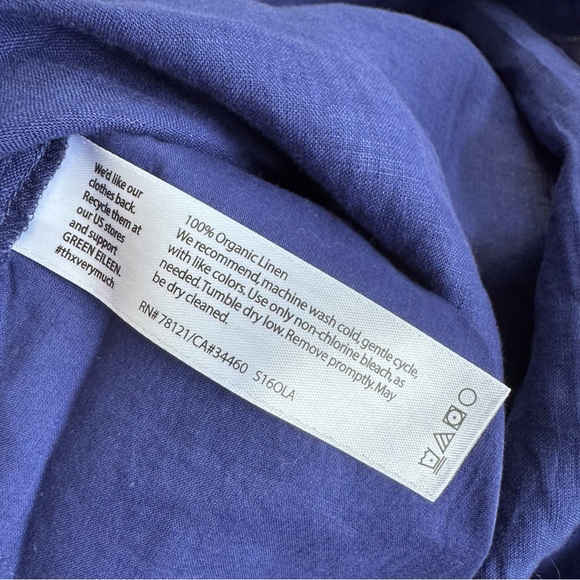 We'd like our
clothes back.
Recycle them at
our US stores
and support
GREEN EILEEN.
#thxverymuch
100% Organic Linen
We recommend, machine wash cold, gentle cycle,
with like colors. Use only non-chlorine bleach, as
needed. Tumble dry low. Remove promptly. May
be dry cleaned.
RN# 78121/CA#34460 S16OLA